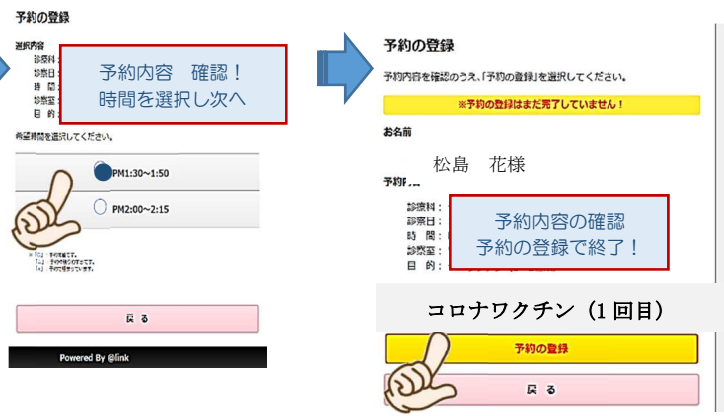 予約の登録
選択内容
診療科：
診察日：
時　間：
診察室：
目　的：
予約内容　確認！
時間を選択し次へ
希望時間を選択してください。
PM1:30～1:50
PM2:00～2:15
戻 る
Powered By @link
予約の登録
予約内容を確認のうえ、「予約の登録」を選択してください。
※予約の登録はまだ完了していません！
お名前
松島　花様
診療科：
診察日：
時　間：
診察室：
目　的：
予約内容の確認
予約の登録で終了！
コロナワクチン（1回目）
予約の登録
戻 る